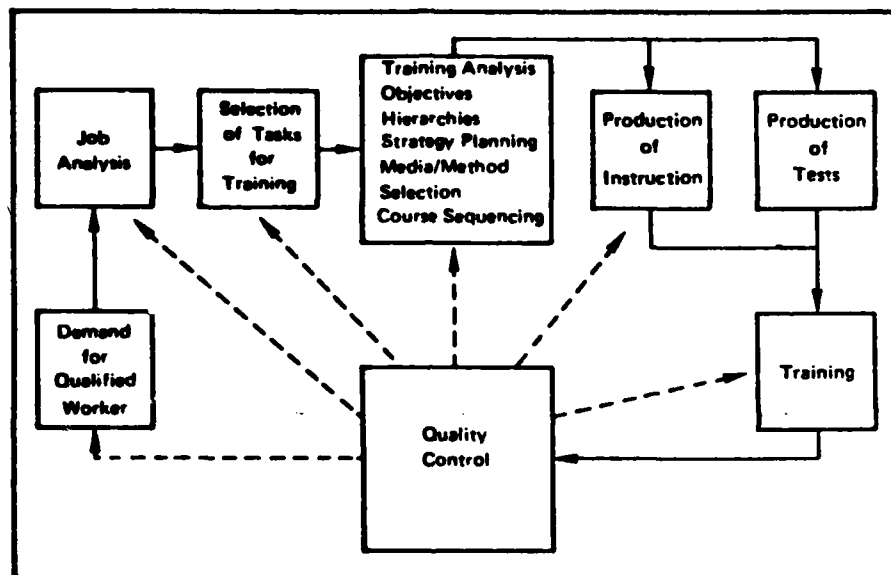 Job
Analysis
Selection
of Tasks
for
Training
Training Analysis
Objectives
Hierarchies
Strategy Planning
Media/Method
Selection
Course Sequencing
Production
of
Instruction
Production
of
Tests
Demand
for
Qualified
Worker
Quality
Control
Training